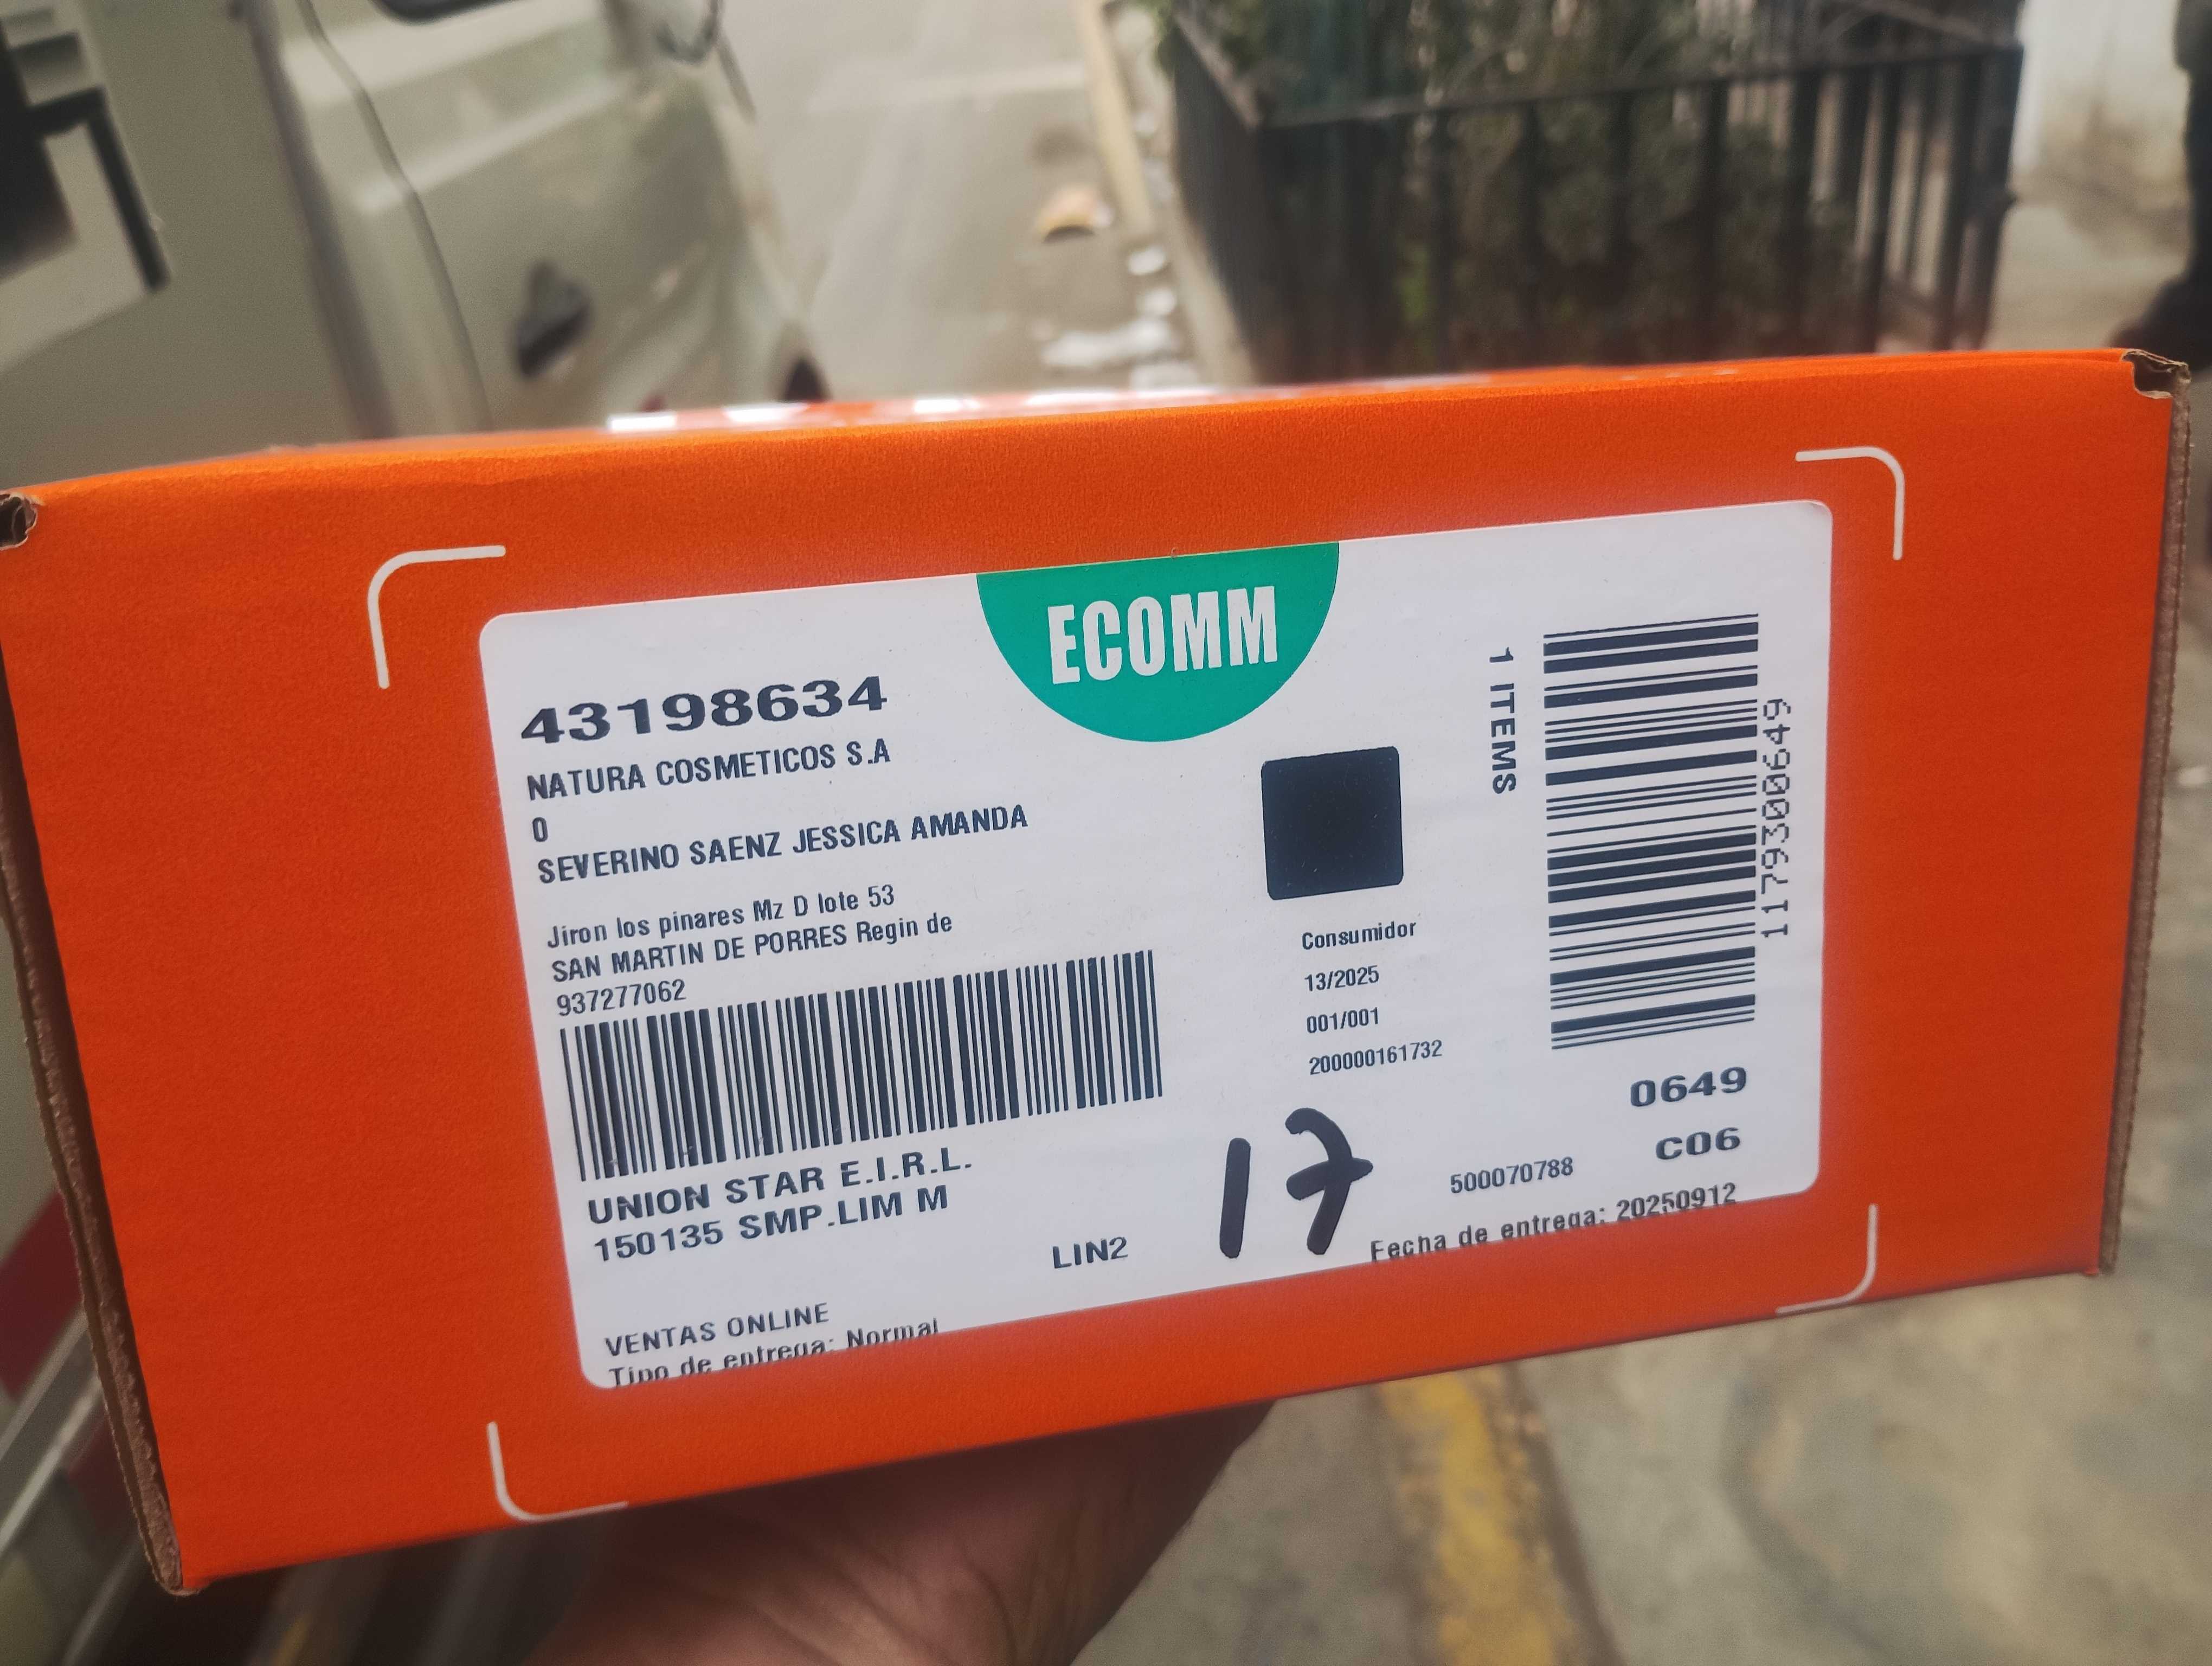 ECOMM
43198634
NATURA COSMETICOS S.A
0
SEVERINO SAENZ JESSICA AMANDA
Jiron los pinares Mz D lote 53
SAN MARTIN DE PORRES Regin de
937277062
UNION STAR E.I.R.L.
150135 SMP.LIM M
LIN2
VENTAS ONLINE
Tipo de entrega: Normal
Consumidor
13/2025
001/001
200000161732
17
1 ITEMS
1179300649
0649
C06
500070788
Fecha de entrega: 20250912